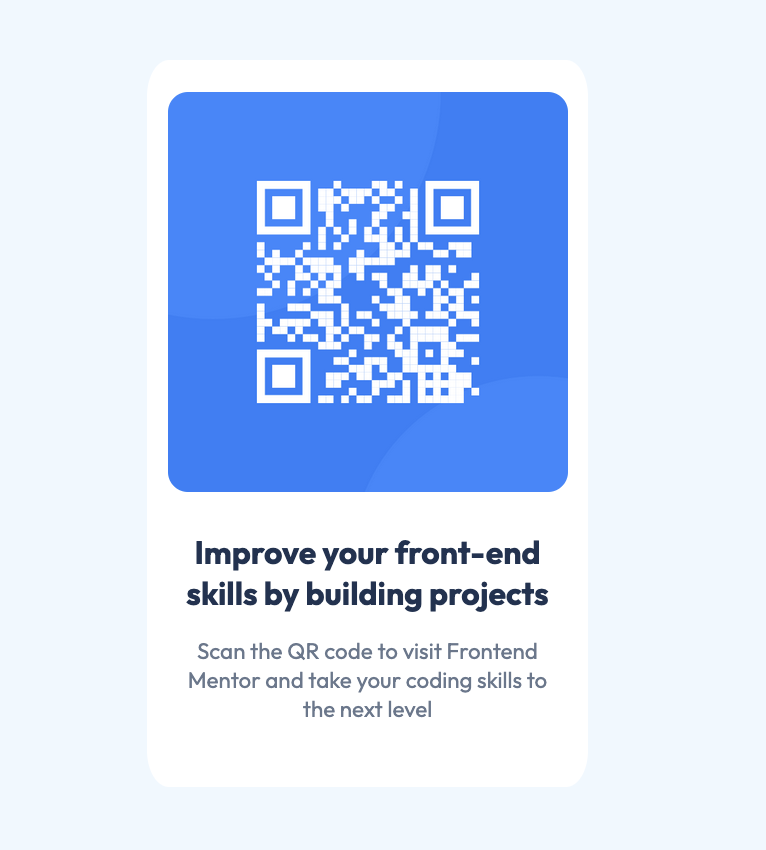 Improve your front-end
skills by building projects
Scan the QR code to visit Frontend
Mentor and take your coding skills to
the next level